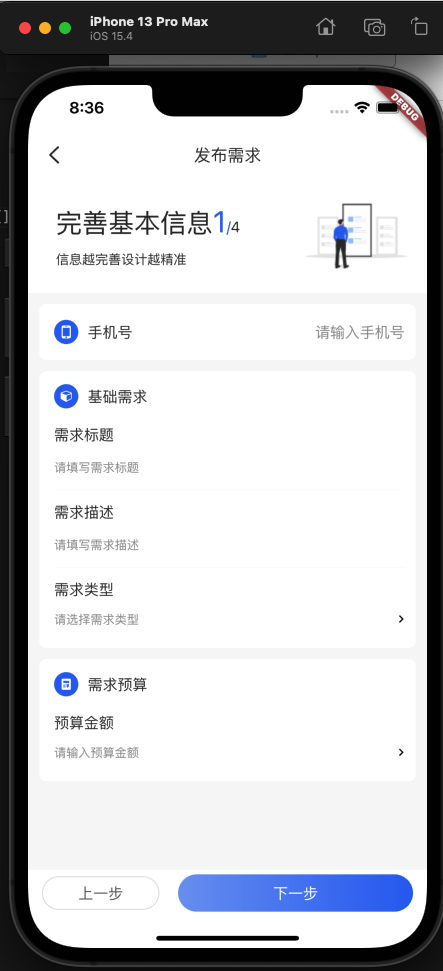 iPhone 13 Pro Max
iOS 15.4
8:36
DEBUG
发布需求
完善基本信息1/4
信息越完善设计越精准
手机号 请输入手机号
基础需求
需求标题
请填写需求标题
需求描述
请填写需求描述
需求类型
请选择需求类型
需求预算
预算金额
请输入预算金额
上一步 下一步